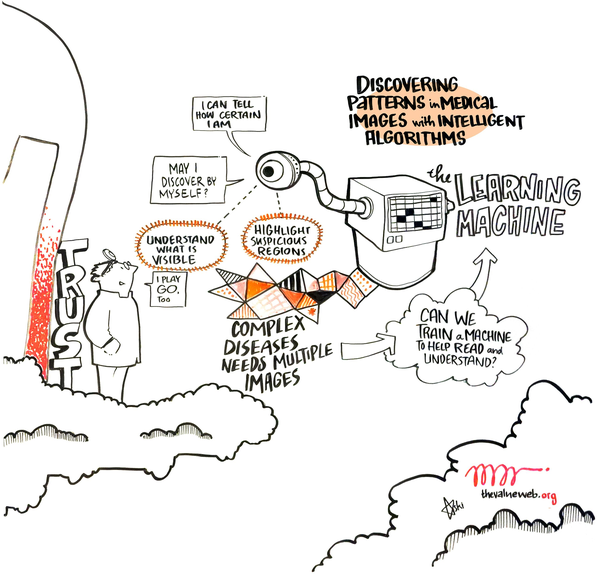 DISCOVERING
PATTERNS in MEDICAL
IMAGES with INTELLIGENT
ALGORITHMS
I CAN TELL
HOW CERTAIN
I AM
MAY I
DISCOVER BY
MYSELF?
the LEARNING
MACHINE
UNDERSTAND
WHAT IS
VISIBLE
HIGHLIGHT
SUSPICIOUS
REGIONS
TRUST
I PLAY
GO.
Too
COMPLEX
DISEASES
NEEDS MULTIPLE
IMAGES
CAN WE
TRAIN a MACHINE
TO HELP READ and
UNDERSTAND?
thevalueweb.org